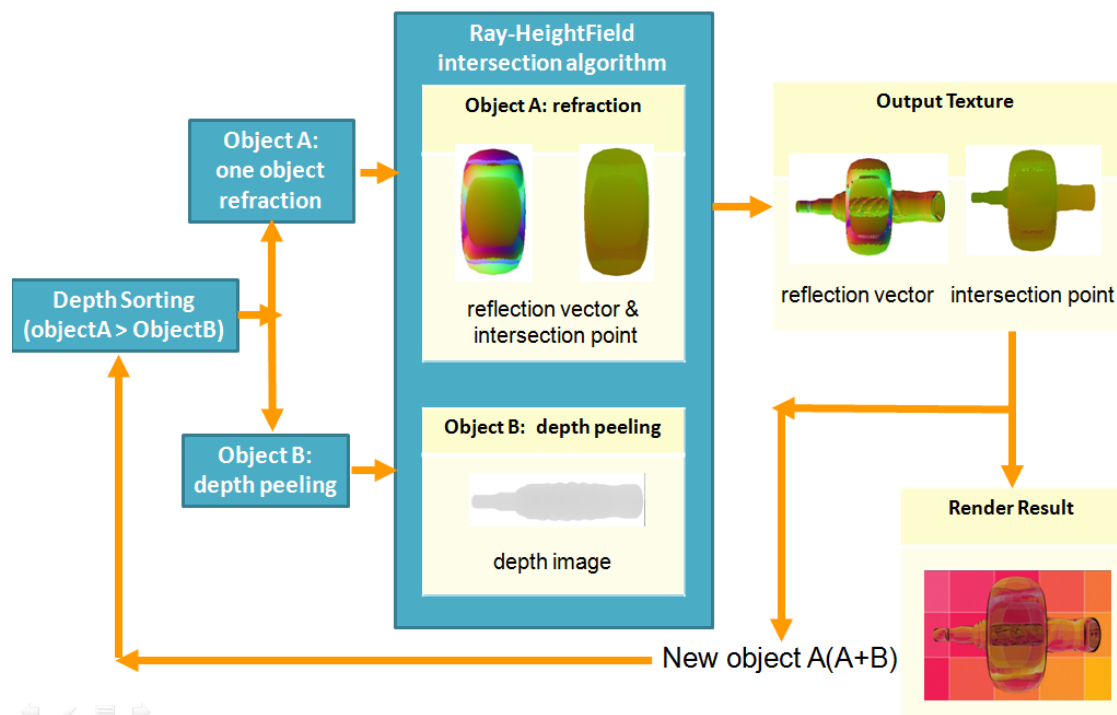 Ray-HeightField
intersection algorithm
Object A: refraction
reflection vector &
intersection point
Object B:  depth peeling
depth image
Object A:
one object
refraction
Depth Sorting
(objectA > ObjectB)
Object B:
depth peeling
Output Texture
reflection vector
intersection point
Render Result
New object A(A+B)